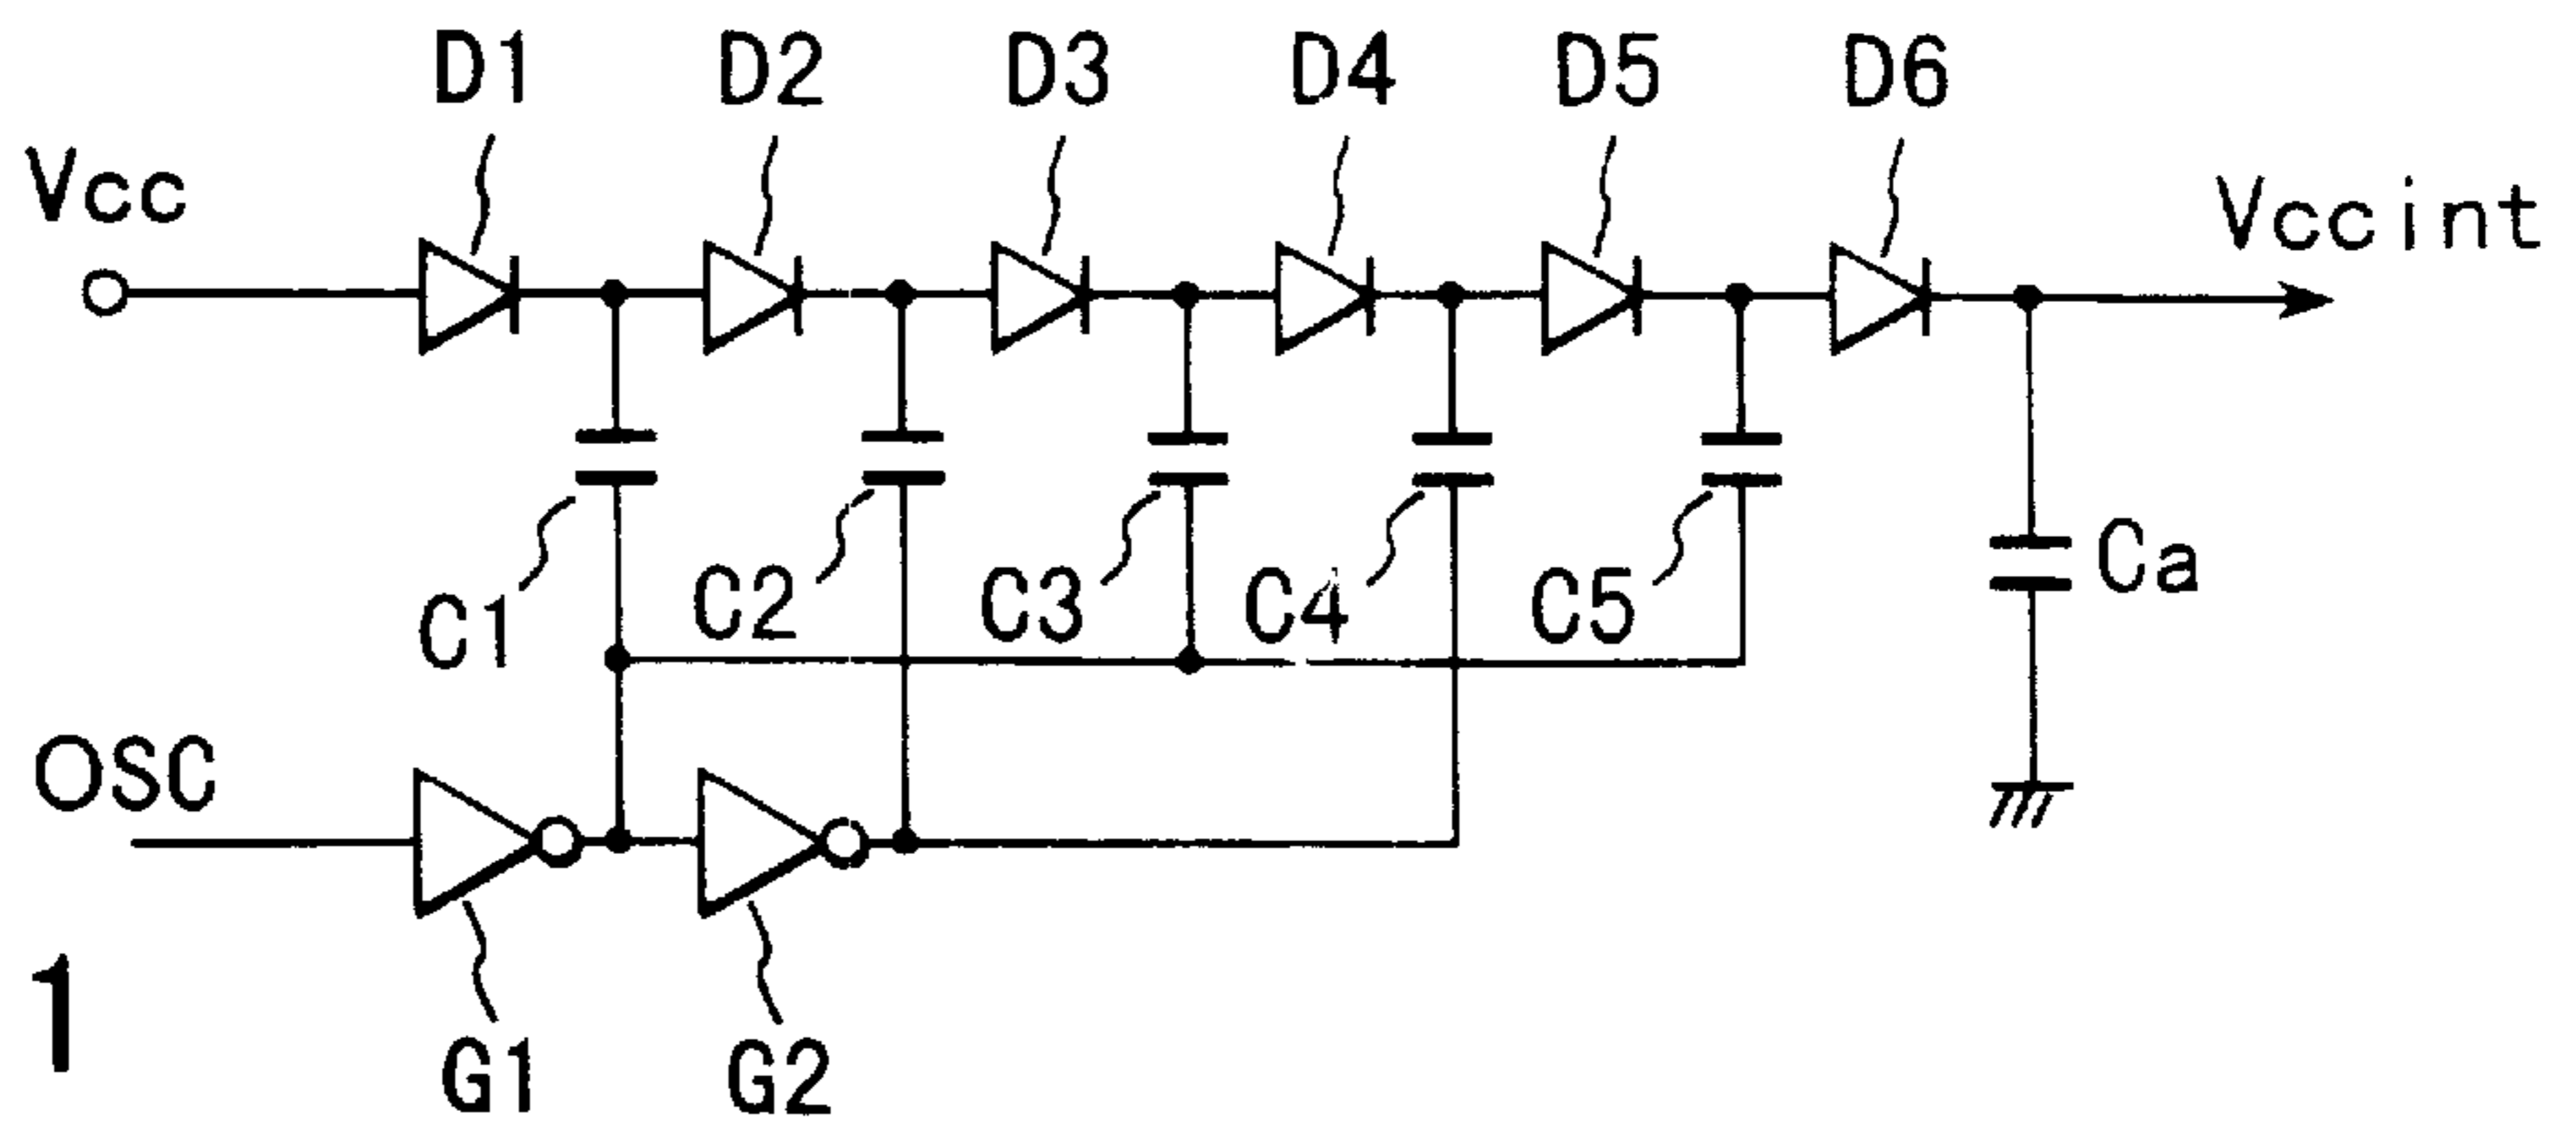 D1 D2 D3 D4 D5 D6
Vcc Vccint
C1 C2 C3 C4 C5 Ca
OSC
1
G1 G2